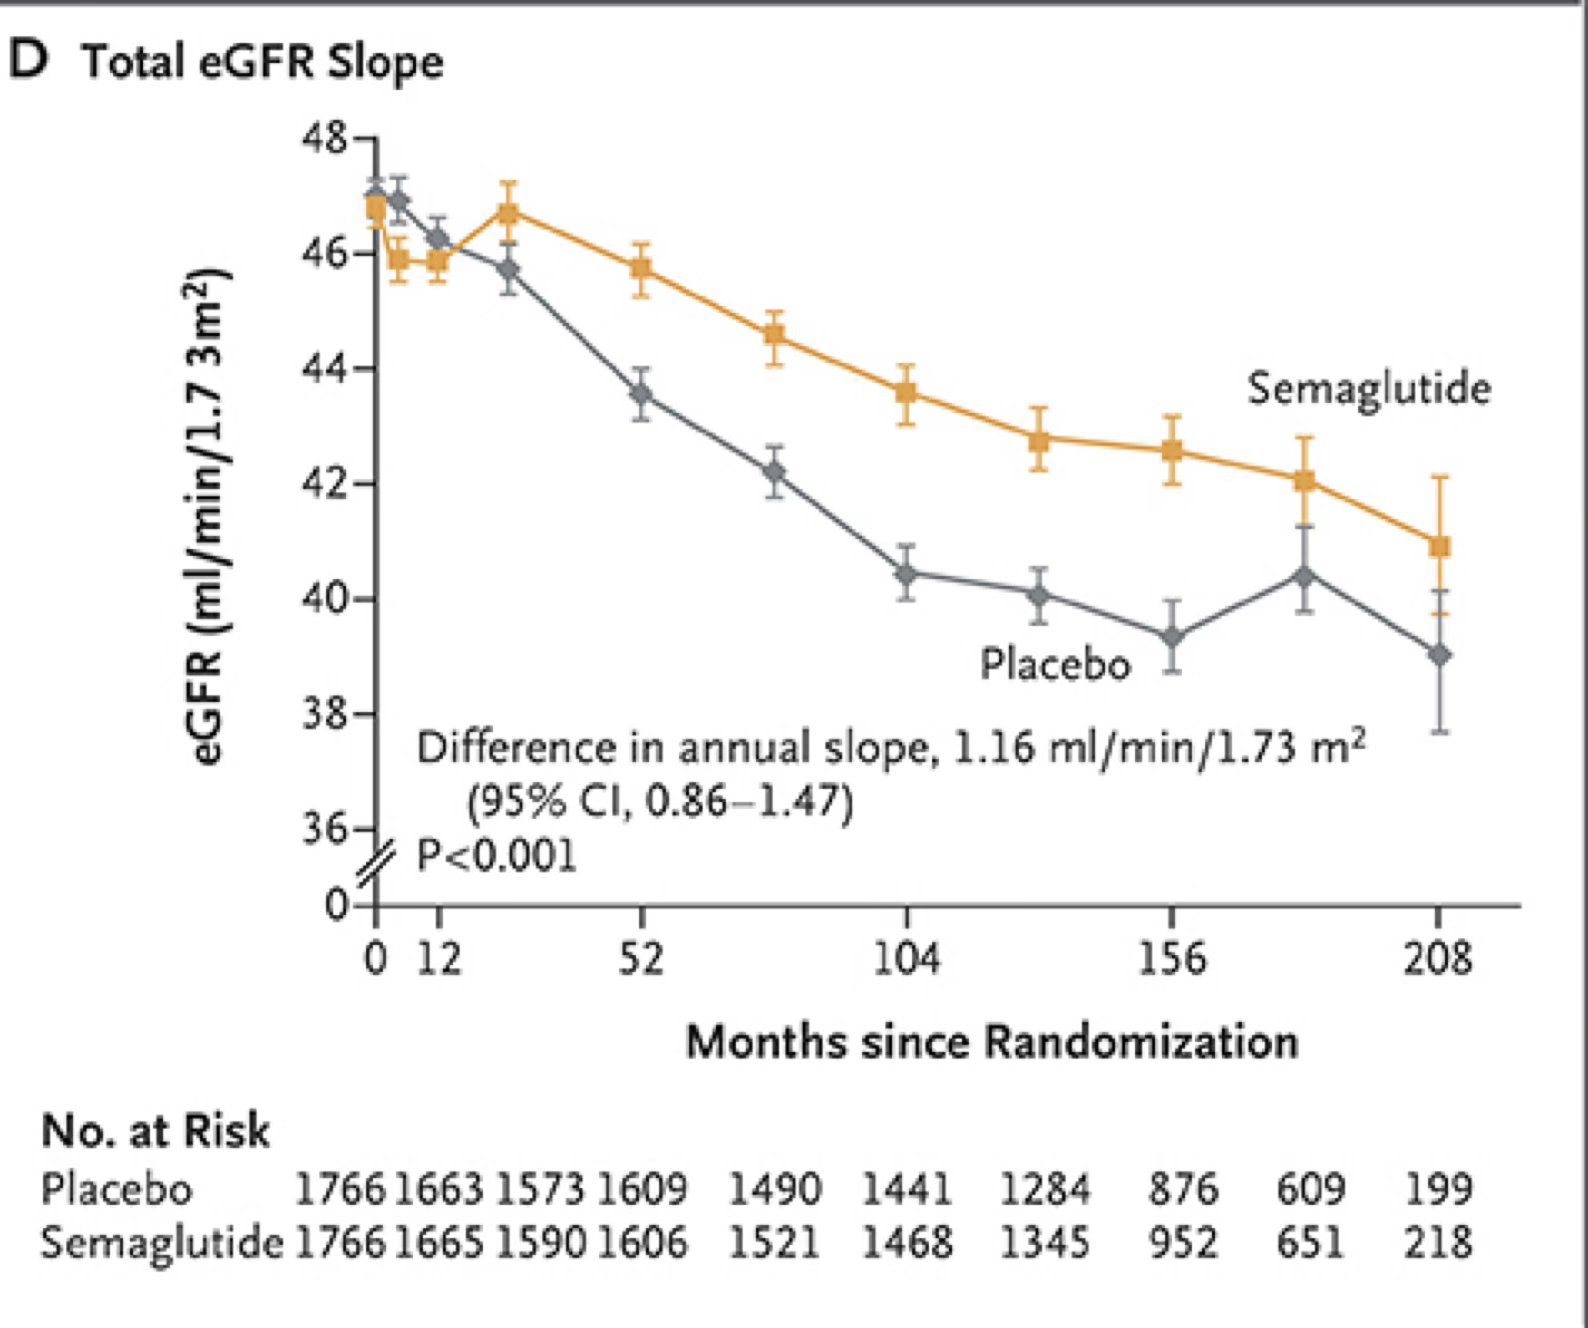 D Total eGFR Slope
48
46
44
42
40
38
36
0
eGFR (ml/min/1.7 3m²)
Semaglutide
Placebo
Difference in annual slope, 1.16 ml/min/1.73 m²
(95% CI, 0.86–1.47)
P<0.001
0 12 52 104 156 208
Months since Randomization
No. at Risk
Placebo 1766 1663 1573 1609 1490 1441 1284 876 609 199
Semaglutide 1766 1665 1590 1606 1521 1468 1345 952 651 218